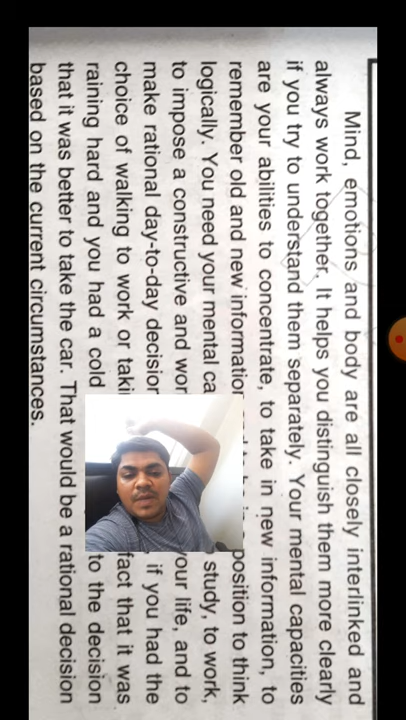 Mind, emotions and body are all closely interlinked and
always work together. It helps you distinguish them more clearly
if you try to understand them separately. Your mental capacities
are your abilities to concentrate, to take in new information, to
remember old and new information position to think
logically. You need your mental study, to work,
to impose a constructive and your life, and to
make rational day-to-day if you had the
choice of walking to work or fact that it was
raining hard and you had a cold to the decision
that it was better to take the car. That would be a rational decision
based on the current circumstances.